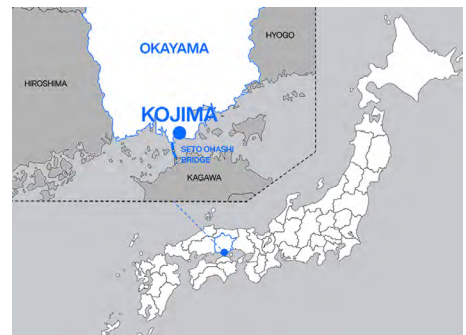 HYOGO
OKAYAMA
HIROSHIMA
KOJIMA
SETO OHASHI
BRIDGE
KAGAWA